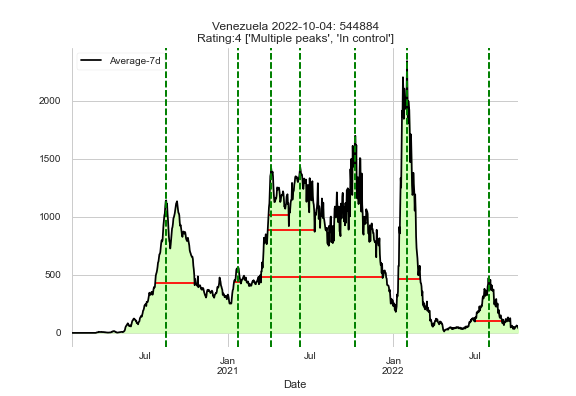 Venezuela 2022-10-04: 544884
Rating:4 ['Multiple peaks', 'In control']
Average-7d
2000
1500
1000
500
0
Jul
Jan
2021
Jul
Jan
2022
Jul
Date